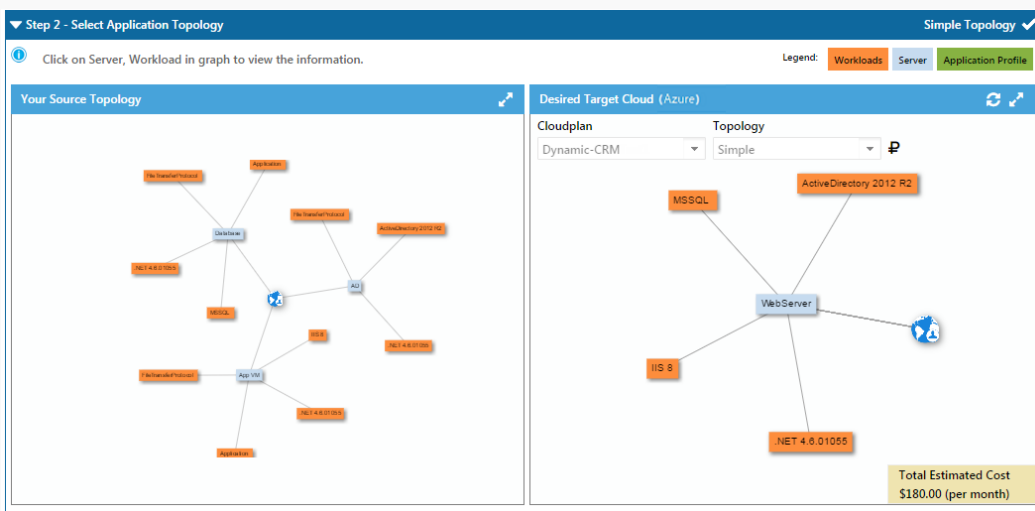 Step 2 - Select Application Topology
Simple Topology
Click on Server, Workload in graph to view the information.
Legend:
Workloads
Server
Application Profile
Your Source Topology
Application
FileTransferProtocol
FileTransferProtocol
ActiveDirectory 2012 R2
Database
.NET 4.6.01055
AD
MSSQL
IIS 8
.NET 4.6.01055
FileTransferProtocol
App VM
.NET 4.6.01055
Application
Desired Target Cloud (Azure)
Cloudplan
Topology
Dynamic-CRM
Simple
ActiveDirectory 2012 R2
MSSQL
WebServer
IIS 8
.NET 4.6.01055
Total Estimated Cost
$180.00 (per month)